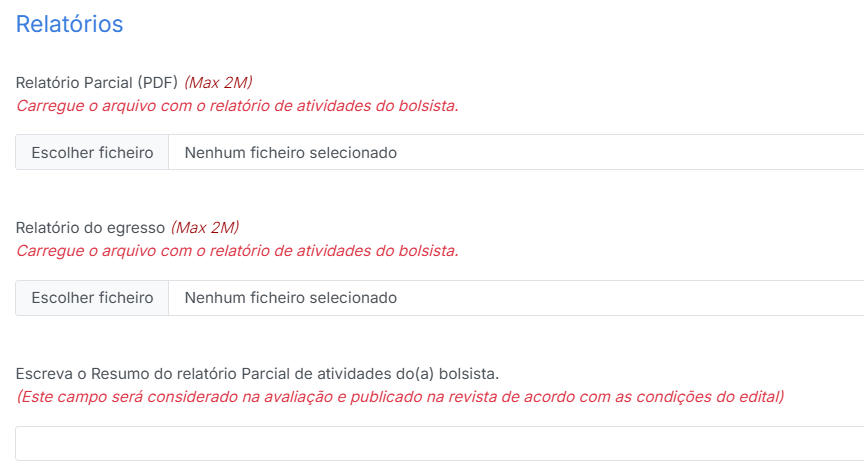 Relatórios
Relatório Parcial (PDF) (Max 2M)
Carregue o arquivo com o relatório de atividades do bolsista.
Escolher ficheiro Nenhum ficheiro selecionado
Relatório do egresso (Max 2M)
Carregue o arquivo com o relatório de atividades do bolsista.
Escolher ficheiro Nenhum ficheiro selecionado
Escreva o Resumo do relatório Parcial de atividades do(a) bolsista.
(Este campo será considerado na avaliação e publicado na revista de acordo com as condições do edital)